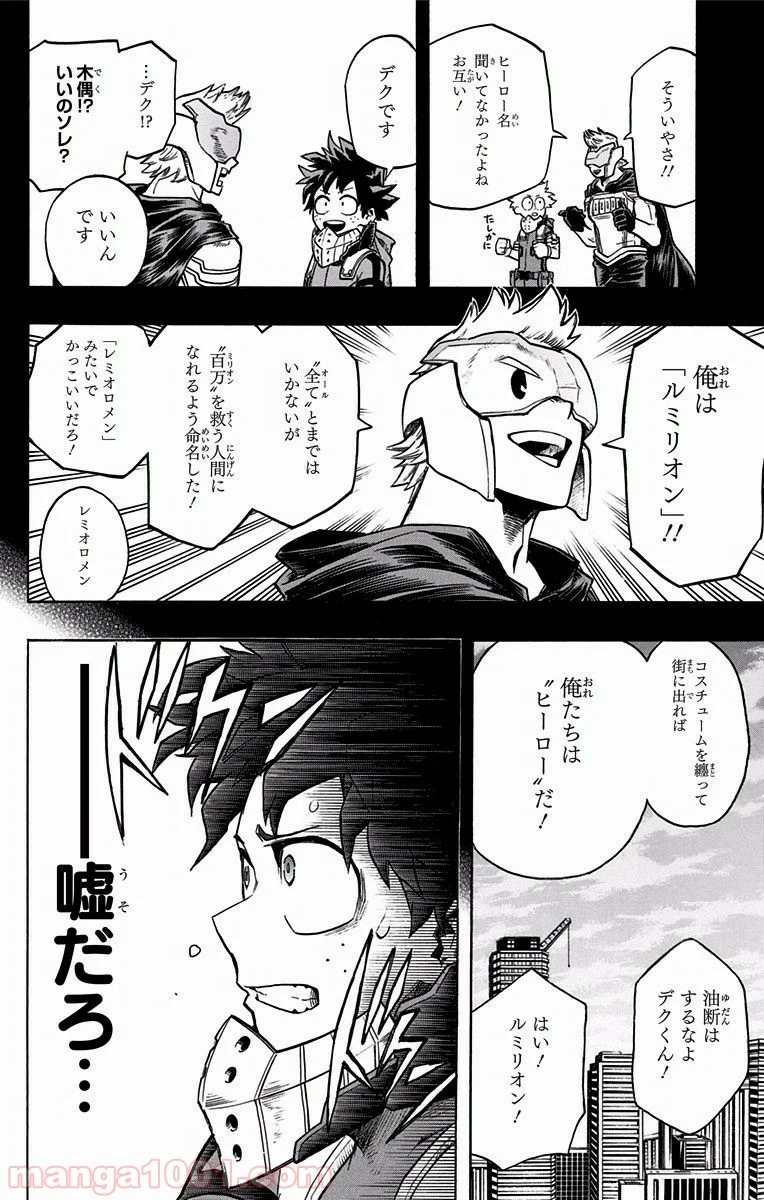 そういやさ!!
ヒーロー名
聞いてなかったよね
お互い!
たしかに
デクです
…デク!?
木偶!?
いいのソレ?
いいん
です
俺は
「ルミリオン」!!
〝全て〟とまでは
いかないが
〝百万〟を救う人間に
なれるよう命名した!
「レミオロメン」
みたいで
かっこいいだろ!
レミオロメン
コスチュームを纏って
街に出れば
俺たちは
〝ヒーロー〟だ!
油断は
するなよ
デクくん!
はい!
ルミリオン!
ドクン
ドクン
──嘘だろ…
manga1001.com